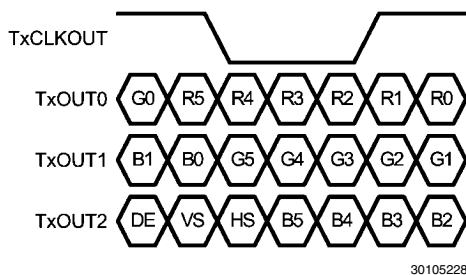 TxCLKOUT
TxOUT0 G0 R5 R4 R3 R2 R1 R0
TxOUT1 B1 B0 G5 G4 G3 G2 G1
TxOUT2 DE VS HS B5 B4 B3 B2
30105228